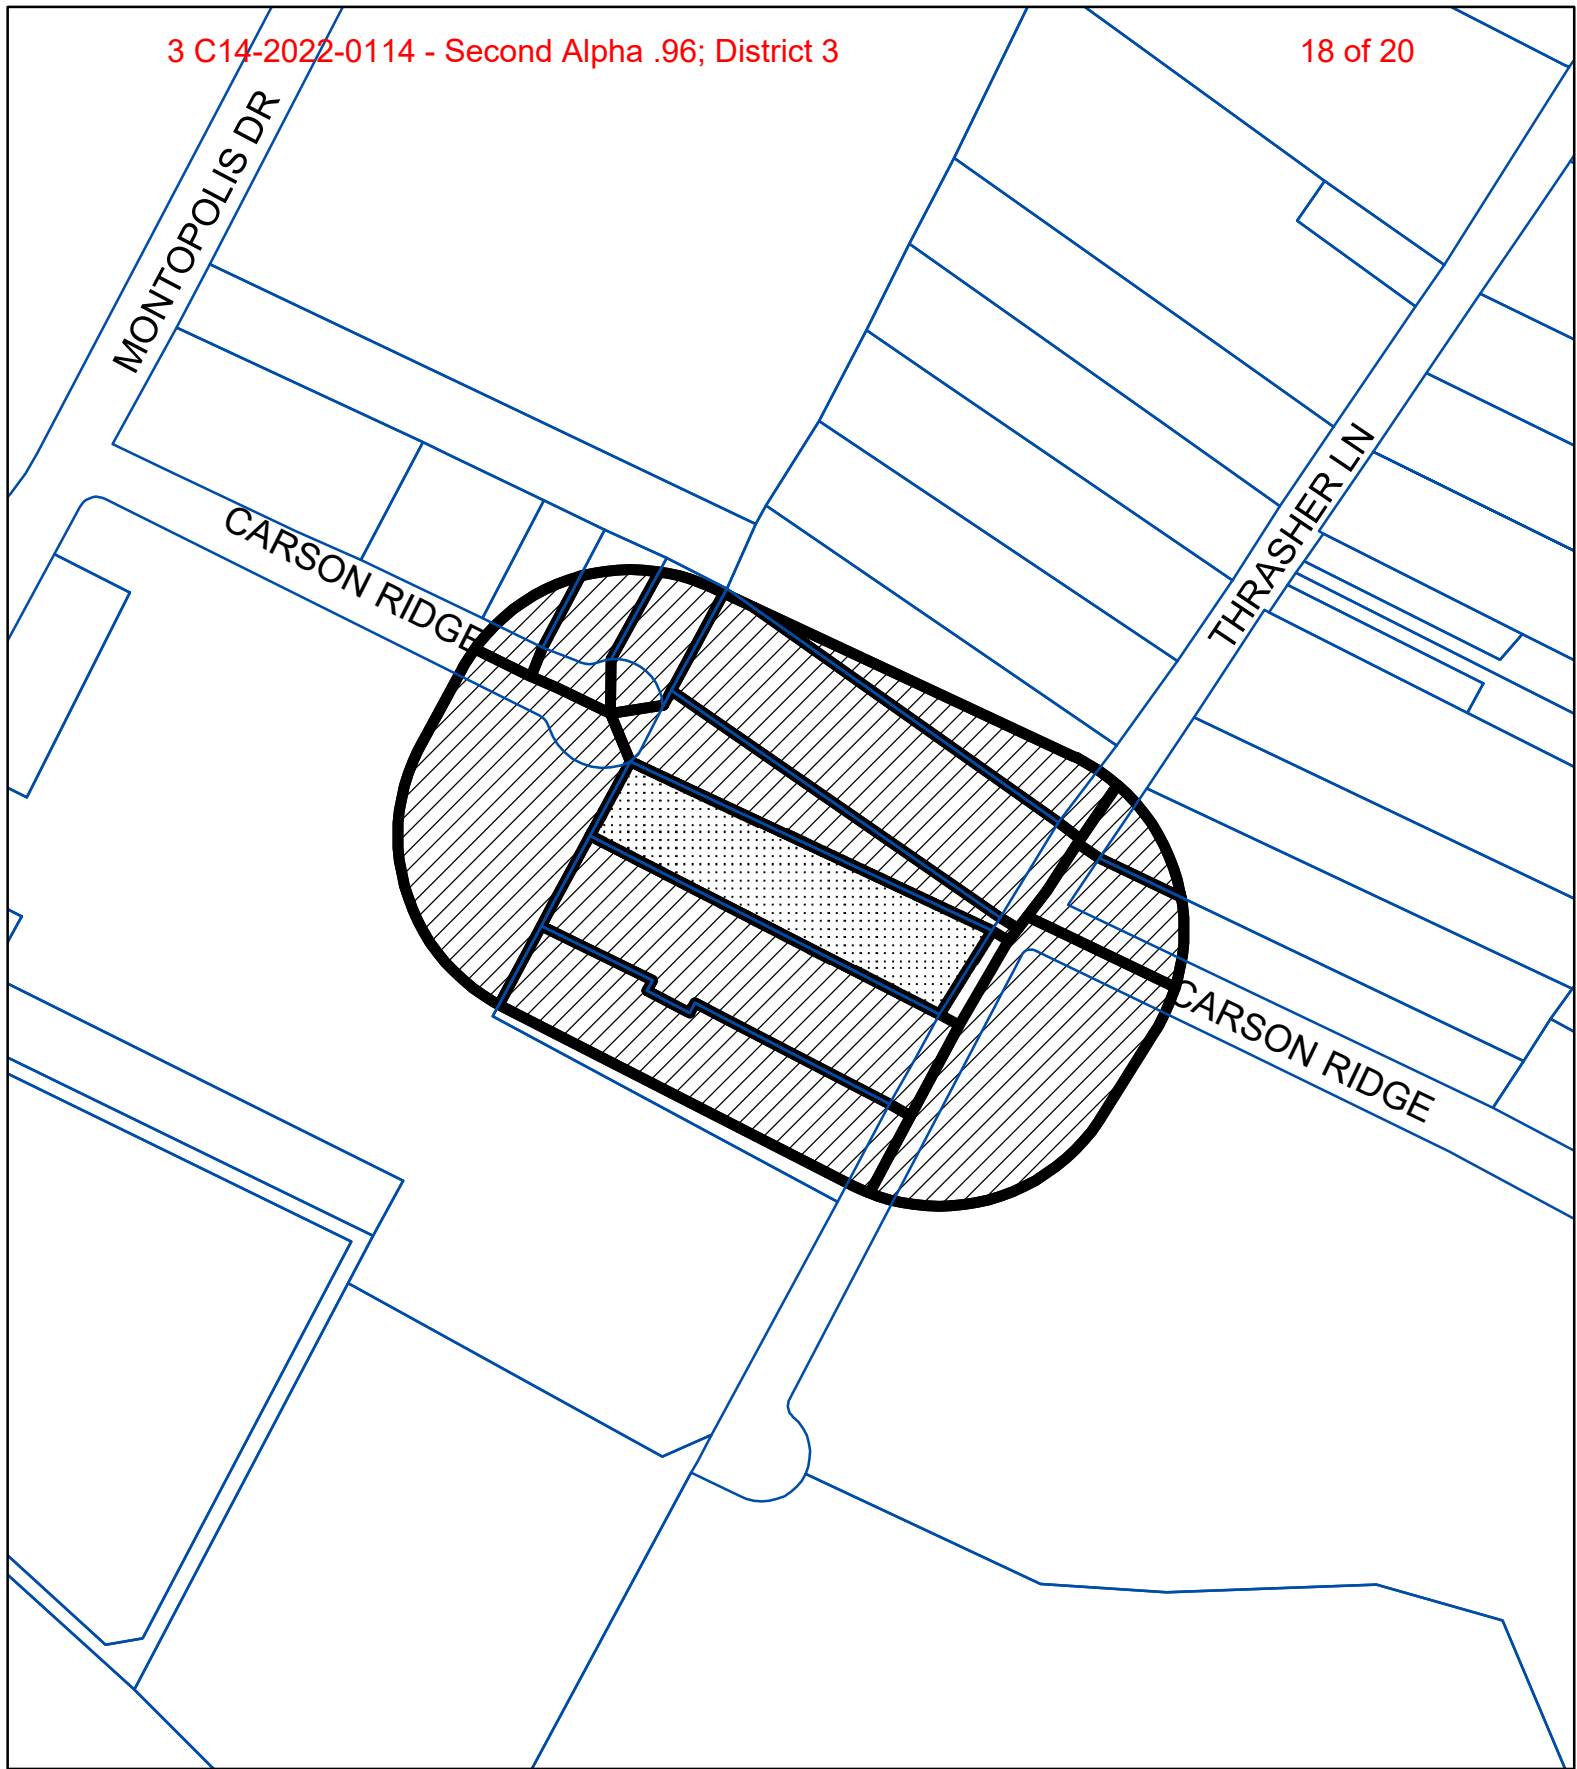 3 C14-2022-0114 - Second Alpha .96; District 3
18 of 20
MONTOPOLIS DR
CARSON RIDGE
THRASHER LN
CARSON RIDGE